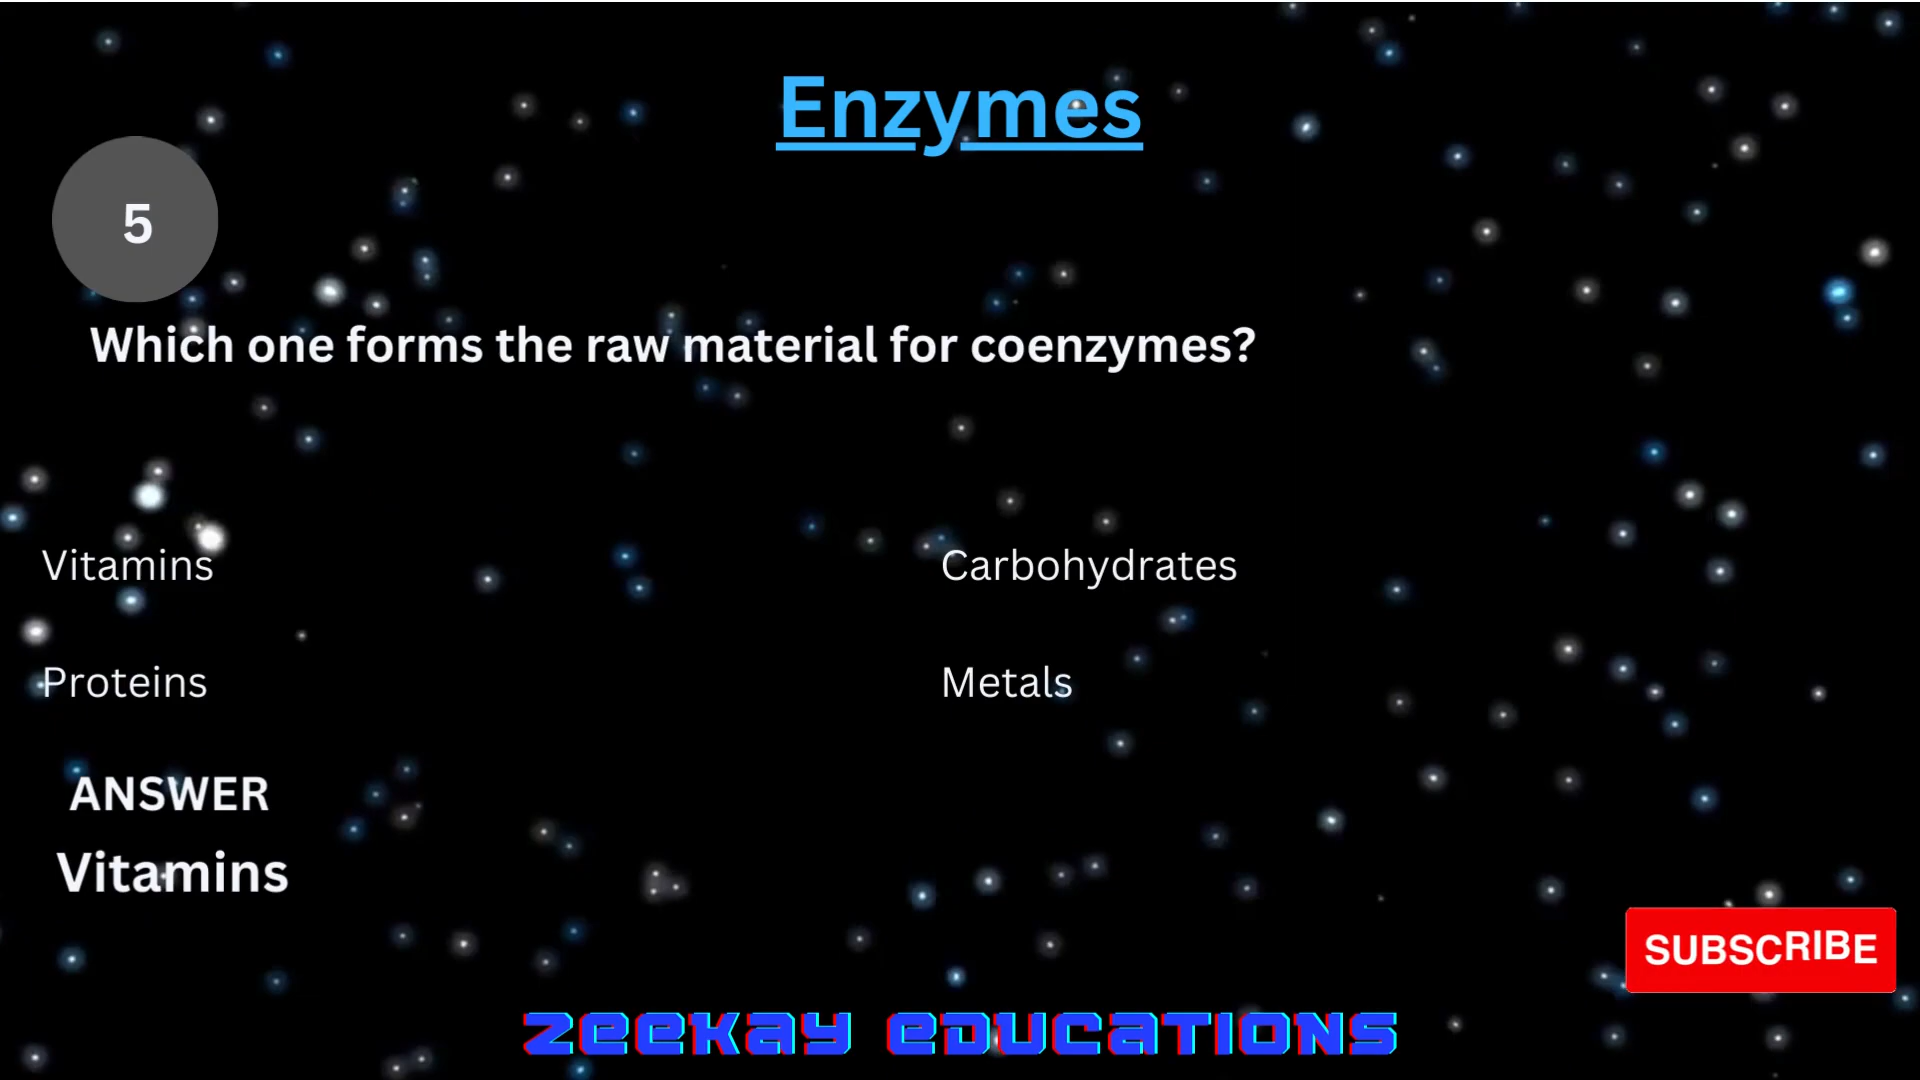 Enzymes
5
Which one forms the raw material for coenzymes?
Vitamins
Carbohydrates
Proteins
Metals
ANSWER
Vitamins
SUBSCRIBE
ZEEKAY EDUCATIONS